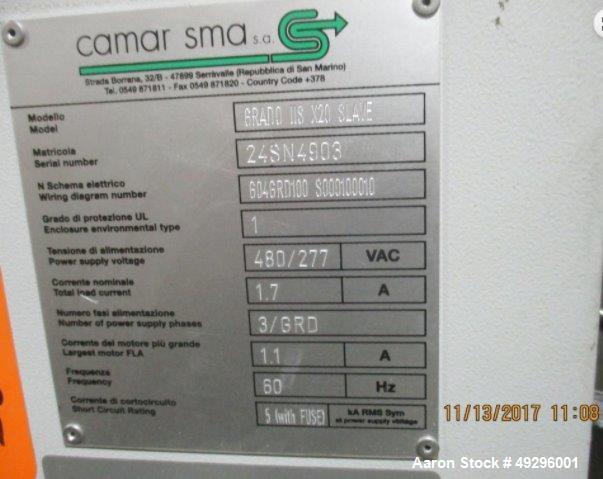 camar sma s.a.
Strada Borrana, 32/B - 47899 Serravalle (Repubblica di San Marino)
Tel. 0549 871811 - Fax 0549 871820 - Country Code +378
Modello
Model
GRADO 118 X20 SLAVE
Matricola
Serial number
24SN4903
N Schema elettrico
Wiring diagram number
604GRD100 S000100010
Grado di protezione UL
Enclosure environmental type
1
Tensione di alimentazione
Power supply voltage
480/277 VAC
Corrente nominale
Total load current
1.7 A
Numero fasi alimentazione
Number of power supply phases
3/GRD
Corrente del motore più grande
Largest motor FLA
1.1 A
Frequenza
Frequency
60 Hz
Corrente di cortocircuito
Short Circuit Rating
5 (with FUSE) kA RMS Sym
at power supply voltage
11/13/2017 11:08
Aaron Stock # 49296001